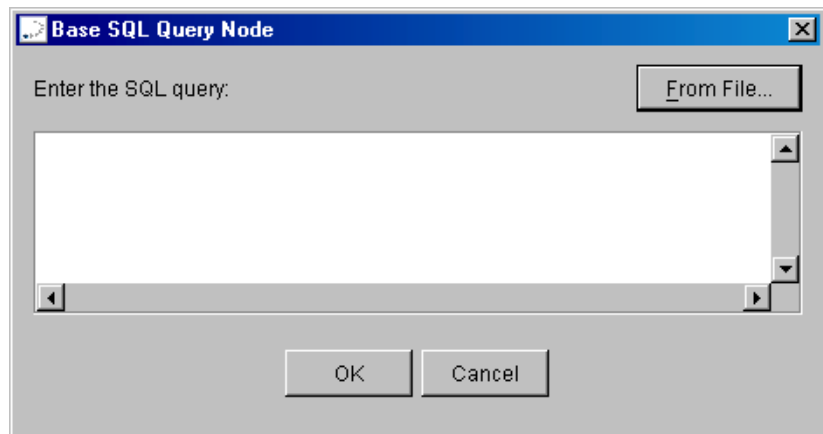 Base SQL Query Node
Enter the SQL query:
From File...
OK
Cancel